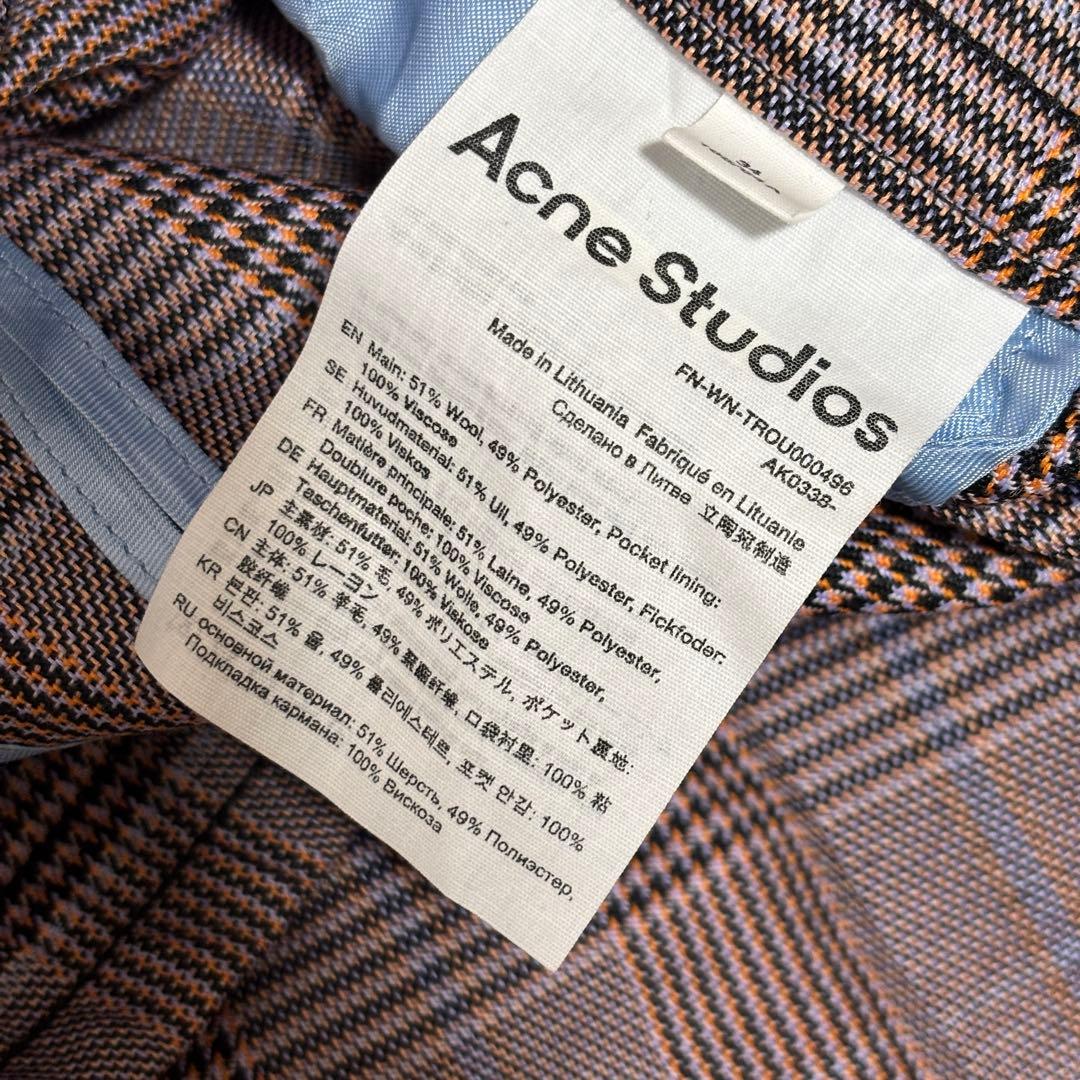 Acne Studios
FN-WN-TROU000496
AK0338-
Made in Lithuania Fabriqué en Lituanie
Сделано в Литве 立陶宛制造
EN Main: 51% Wool, 49% Polyester, Pocket lining:
100% Viscose
SE Huvudmaterial: 51% Ull, 49% Polyester, Fickfoder:
100% Viskos
FR Matière principale: 51% Laine, 49% Polyester,
Doublure poche: 100% Viscose
DE Hauptmaterial: 51% Wolle, 49% Polyester,
Taschenfutter: 100% Viskose
JP 主素材: 51% 毛, 49% ポリエステル, ポケット裏地:
100% レーヨン
CN 主体: 51% 羊毛, 49% 聚酯纤维, 口袋衬里: 100% 粘
胶纤维
KR 본판: 51% 울, 49% 폴리에스테르, 포켓 안감: 100%
비스코스
RU основной материал: 51% Шерсть, 49% Полиэстер,
Подкладка кармана: 100% Вискоза